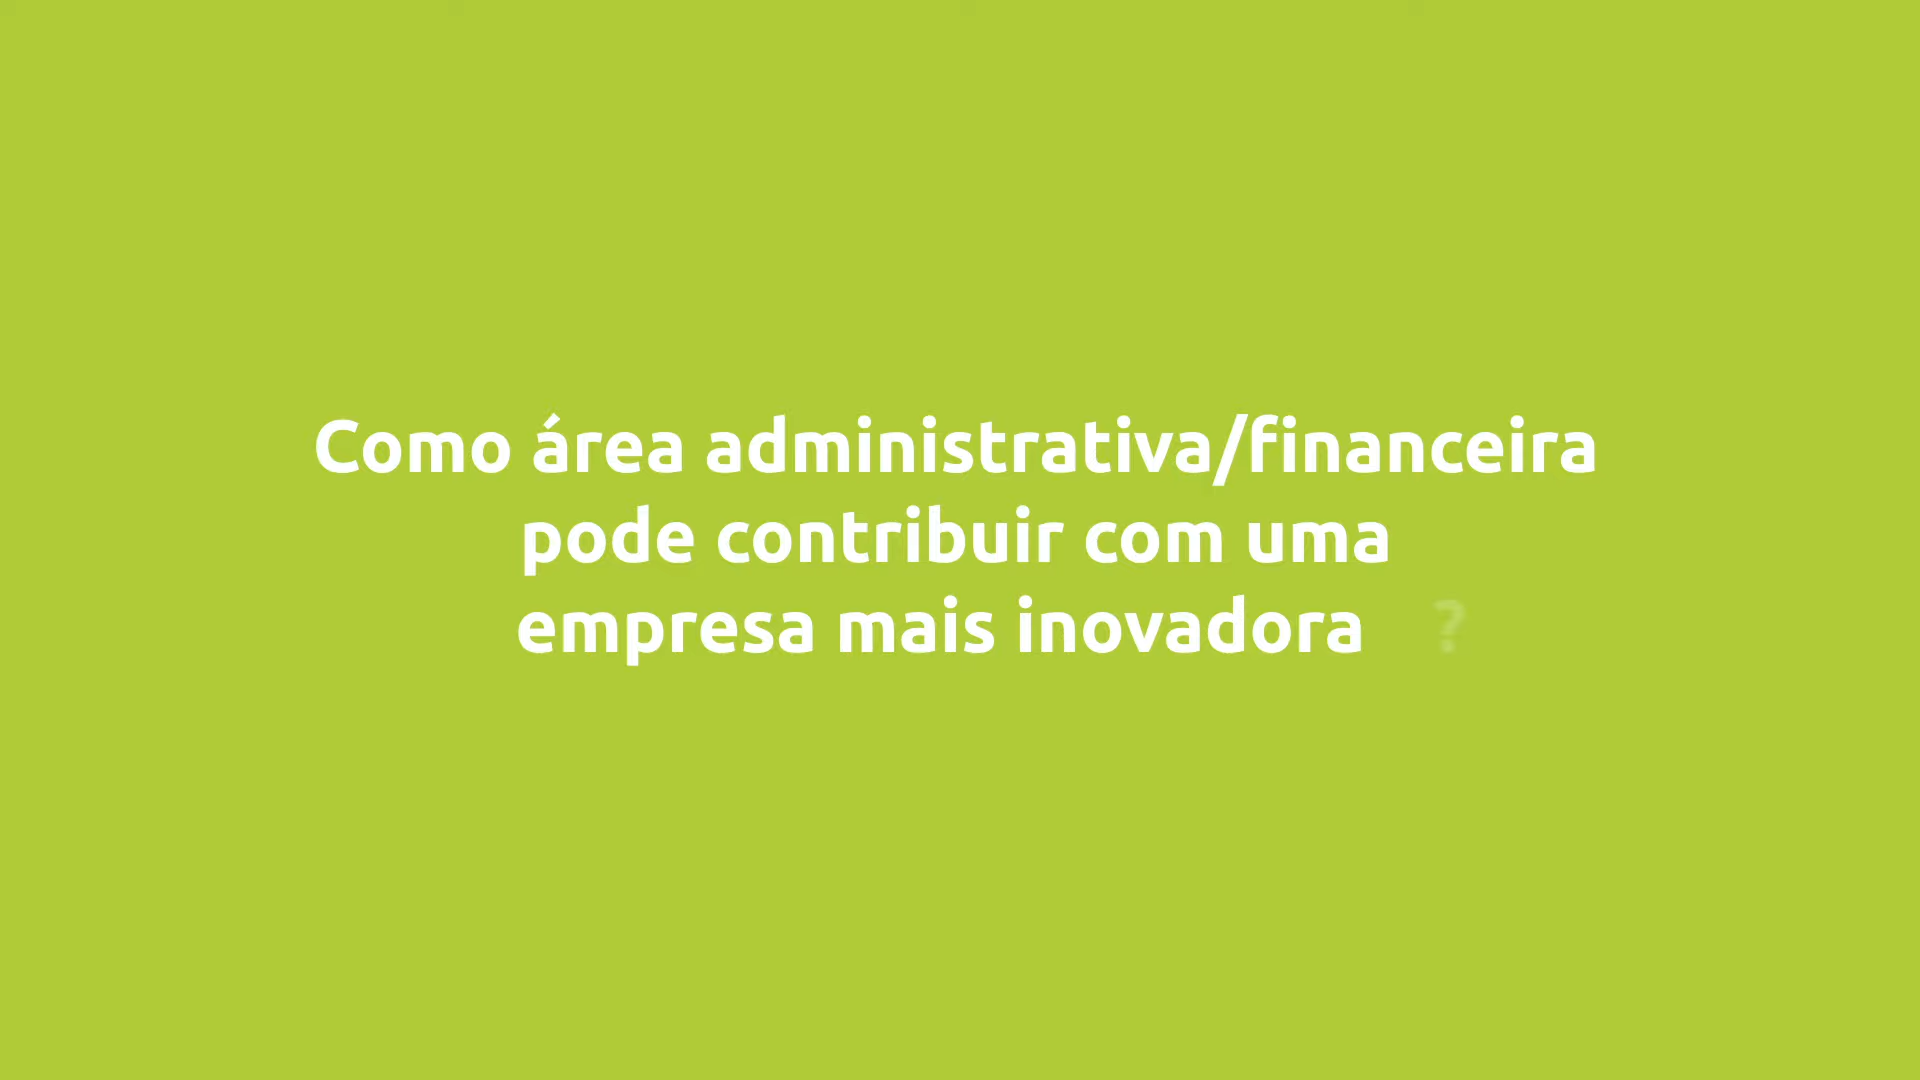 Como área administrativa/financeira
pode contribuir com uma
empresa mais inovadora ?